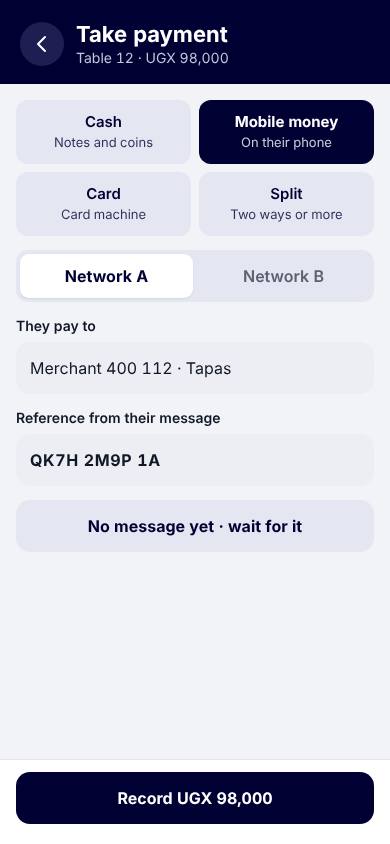 Take payment
Table 12 · UGX 98,000
Cash
Notes and coins
Mobile money
On their phone
Card
Card machine
Split
Two ways or more
Network A
Network B
They pay to
Merchant 400 112 · Tapas
Reference from their message
QK7H 2M9P 1A
No message yet · wait for it
Record UGX 98,000